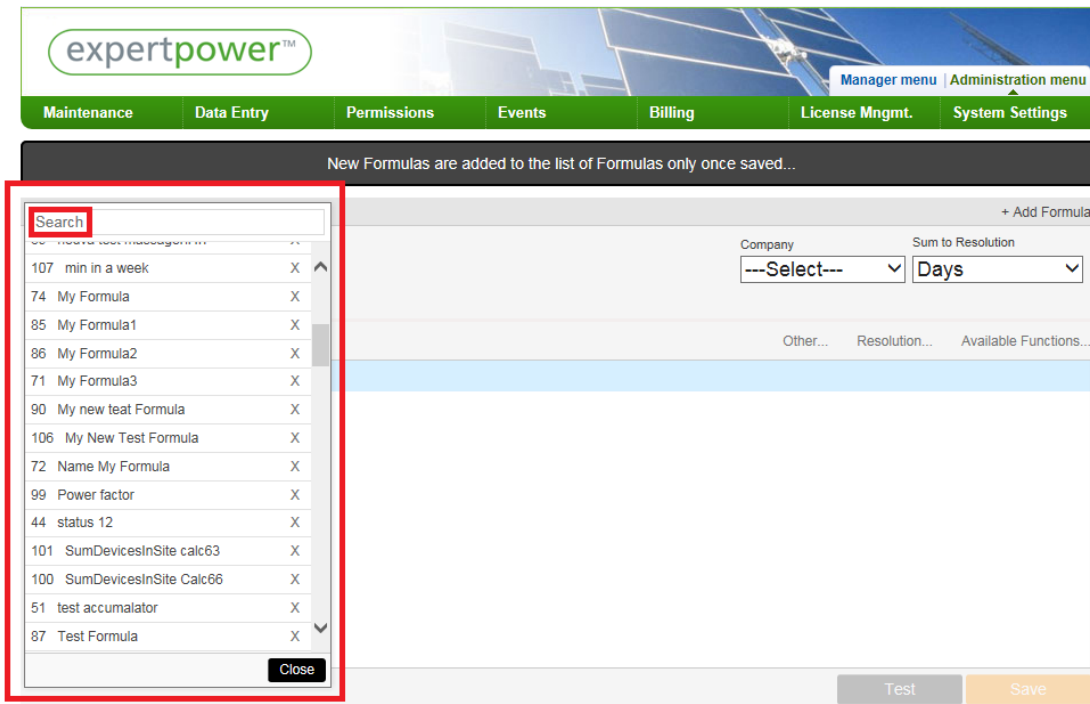 expertpower™
Manager menu | Administration menu
Maintenance Data Entry Permissions Events Billing License Mngmt. System Settings
New Formulas are added to the list of Formulas only once saved...
+ Add Formula
Search
Company Sum to Resolution
---Select--- Days
107 min in a week X
74 My Formula X
85 My Formula1 X
Other... Resolution... Available Functions...
86 My Formula2 X
71 My Formula3 X
90 My new teat Formula X
106 My New Test Formula X
72 Name My Formula X
99 Power factor X
44 status 12 X
101 SumDevicesInSite calc63 X
100 SumDevicesInSite Calc66 X
51 test accumalator X
87 Test Formula X
Close
Test Save